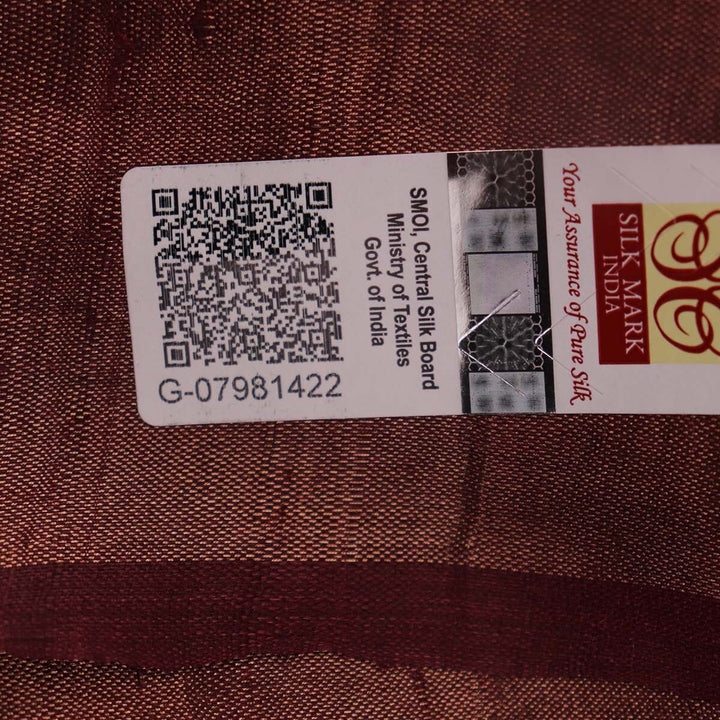 G-07981422
SMOI, Central Silk Board
Ministry of Textiles
Govt. of India
Your Assurance of Pure Silk
SILK MARK
INDIA